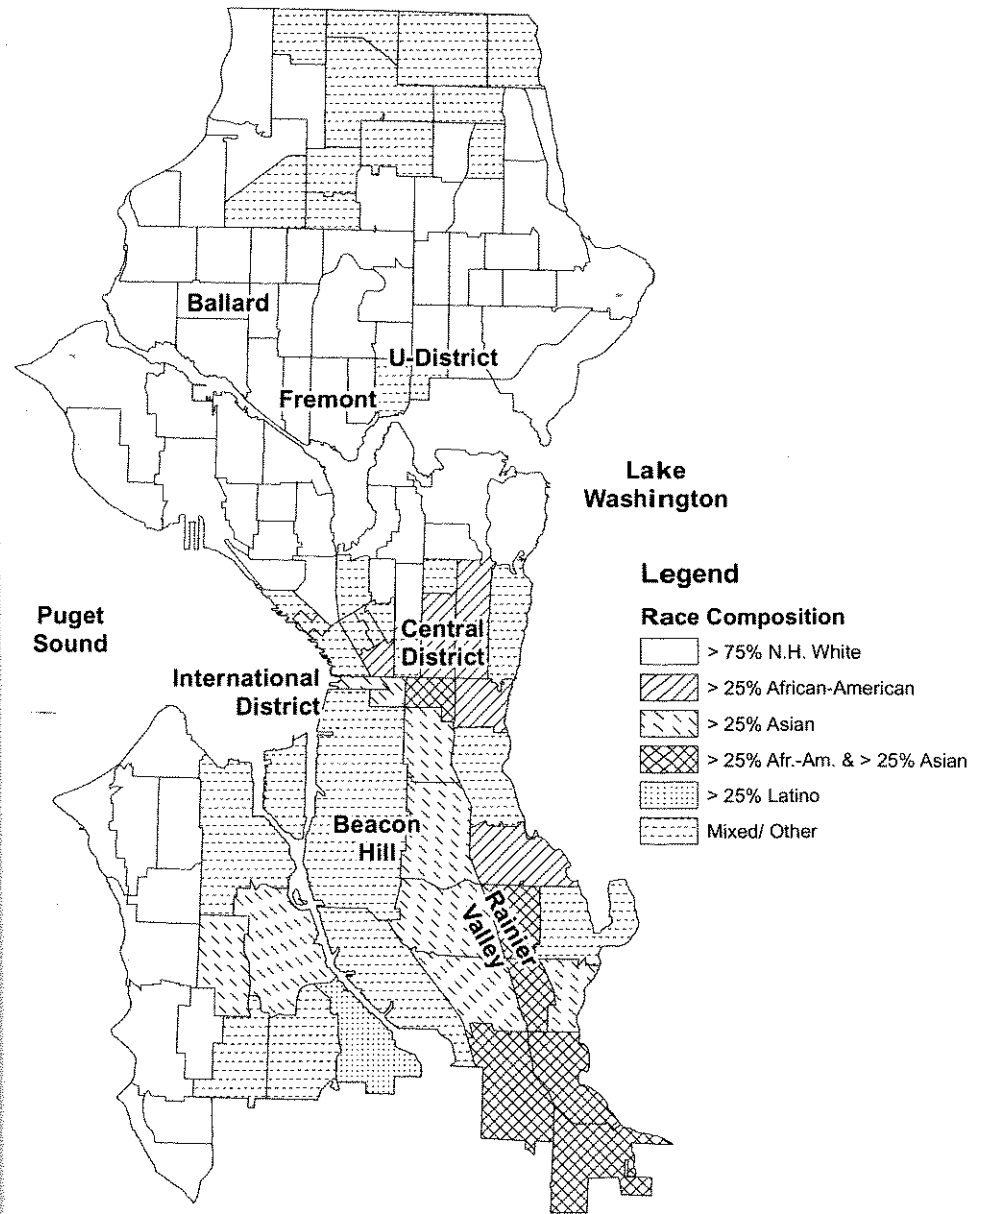 Ballard
U-District
Fremont
Lake
Washington
Puget
Sound
Central
District
International
District
Beacon
Hill
Rainier
Valley
Legend
Race Composition
> 75% N.H. White
> 25% African-American
> 25% Asian
> 25% Afr.-Am. & > 25% Asian
> 25% Latino
Mixed/ Other